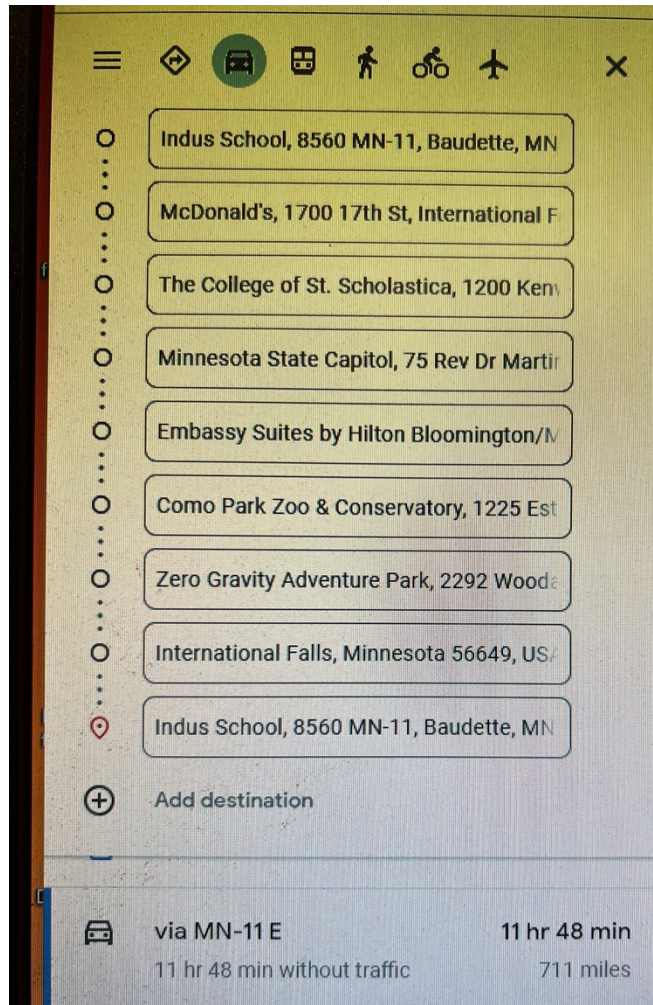 Indus School, 8560 MN-11, Baudette, MN
McDonald's, 1700 17th St, International F
The College of St. Scholastica, 1200 Ken
Minnesota State Capitol, 75 Rev Dr Martin
Embassy Suites by Hilton Bloomington/M
Como Park Zoo & Conservatory, 1225 Est
Zero Gravity Adventure Park, 2292 Wooda
International Falls, Minnesota 56649, USA
Indus School, 8560 MN-11, Baudette, MN
Add destination
via MN-11 E 11 hr 48 min
11 hr 48 min without traffic 711 miles